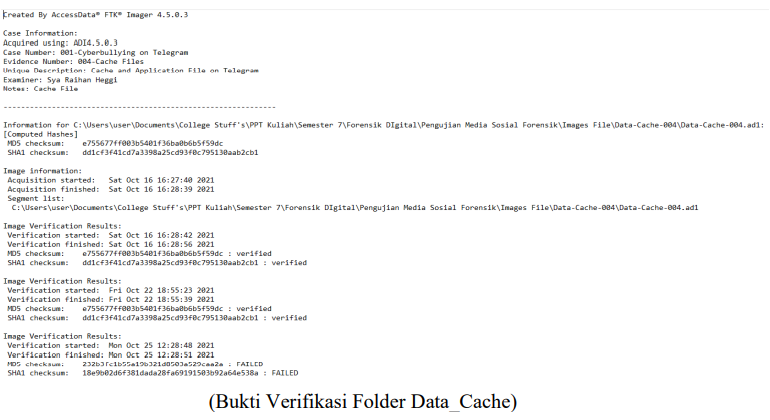 Created By AccessData® FTK® Imager 4.5.0.3
Case Information:
Acquired using: ADI4.5.0.3
Case Number: 001-Cyberbullying on Telegram
Evidence Number: 004-Cache Files
Unique Description: Cache and Application File on Telegram
Examiner: Sya Raihan Heggi
Notes: Cache File
--------------------------------------------------------------
Information for C:\Users\user\Documents\College Stuff's\PPT Kuliah\Semester 7\Forensik DIgital\Pengujian Media Sosial Forensik\Images File\Data-Cache-004\Data-Cache-004.ad1:
[Computed Hashes]
MD5 checksum: e755677ff003b5401f36ba0b6b5f59dc
SHA1 checksum: dd1cf3f41cd7a3398a25cd93f0c795130aab2cb1
Image information:
Acquisition started: Sat Oct 16 16:27:40 2021
Acquisition finished: Sat Oct 16 16:28:39 2021
Segment list:
C:\Users\user\Documents\College Stuff's\PPT Kuliah\Semester 7\Forensik DIgital\Pengujian Media Sosial Forensik\Images File\Data-Cache-004\Data-Cache-004.ad1
Image Verification Results:
Verification started: Sat Oct 16 16:28:42 2021
Verification finished: Sat Oct 16 16:28:56 2021
MD5 checksum: e755677ff003b5401f36ba0b6b5f59dc : verified
SHA1 checksum: dd1cf3f41cd7a3398a25cd93f0c795130aab2cb1 : verified
Image Verification Results:
Verification started: Fri Oct 22 18:55:23 2021
Verification finished: Fri Oct 22 18:55:39 2021
MD5 checksum: e755677ff003b5401f36ba0b6b5f59dc : verified
SHA1 checksum: dd1cf3f41cd7a3398a25cd93f0c795130aab2cb1 : verified
Image Verification Results:
Verification started: Mon Oct 25 12:28:48 2021
Verification finished: Mon Oct 25 12:28:51 2021
MD5 checksum: : FAILED
SHA1 checksum: 18e9b02d6f381dada28fa69191503b92a64e538a : FAILED
(Bukti Verifikasi Folder Data_Cache)